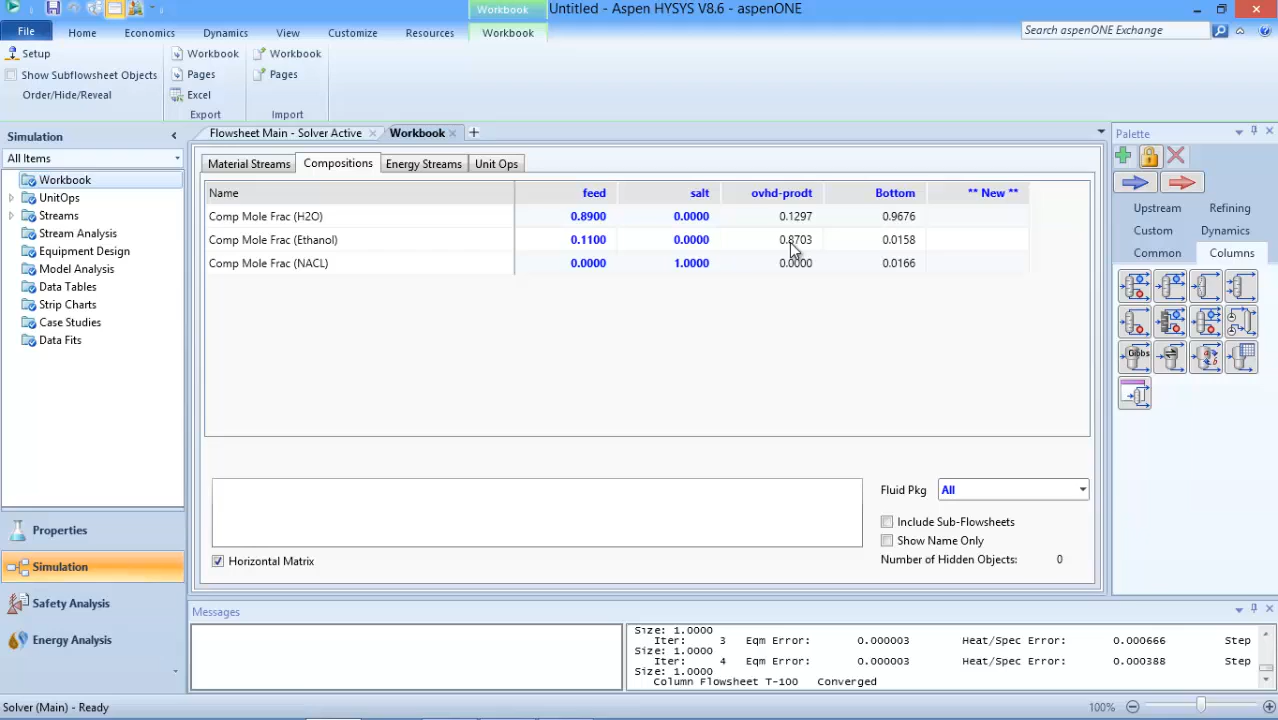 Workbook
Untitled - Aspen HYSYS V8.6 - aspenONE
File
Home
Economics
Dynamics
View
Customize
Resources
Workbook
Search aspenONE Exchange
Setup
Show Subflowsheet Objects
Order/Hide/Reveal
Workbook
Pages
Excel
Export
Workbook
Pages
Import
Simulation
All Items
Workbook
UnitOps
Streams
Stream Analysis
Equipment Design
Model Analysis
Data Tables
Strip Charts
Case Studies
Data Fits
Properties
Simulation
Safety Analysis
Energy Analysis
Flowsheet Main - Solver Active
Workbook
Material Streams
Compositions
Energy Streams
Unit Ops
Name feed salt ovhd-prodt Bottom ** New **
Comp Mole Frac (H2O) 0.8900 0.0000 0.1297 0.9676
Comp Mole Frac (Ethanol) 0.1100 0.0000 0.8703 0.0158
Comp Mole Frac (NACL) 0.0000 1.0000 0.0000 0.0166
Fluid Pkg All
Include Sub-Flowsheets
Show Name Only
Number of Hidden Objects: 0
Horizontal Matrix
Palette
Upstream Refining
Custom Dynamics
Common Columns
Gibbs
Messages
Size: 1.0000
Iter: 3 Eqm Error: 0.000003 Heat/Spec Error: 0.000666 Step
Size: 1.0000
Iter: 4 Eqm Error: 0.000003 Heat/Spec Error: 0.000388 Step
Size: 1.0000
Column Flowsheet T-100 Converged
Solver (Main) - Ready
100%